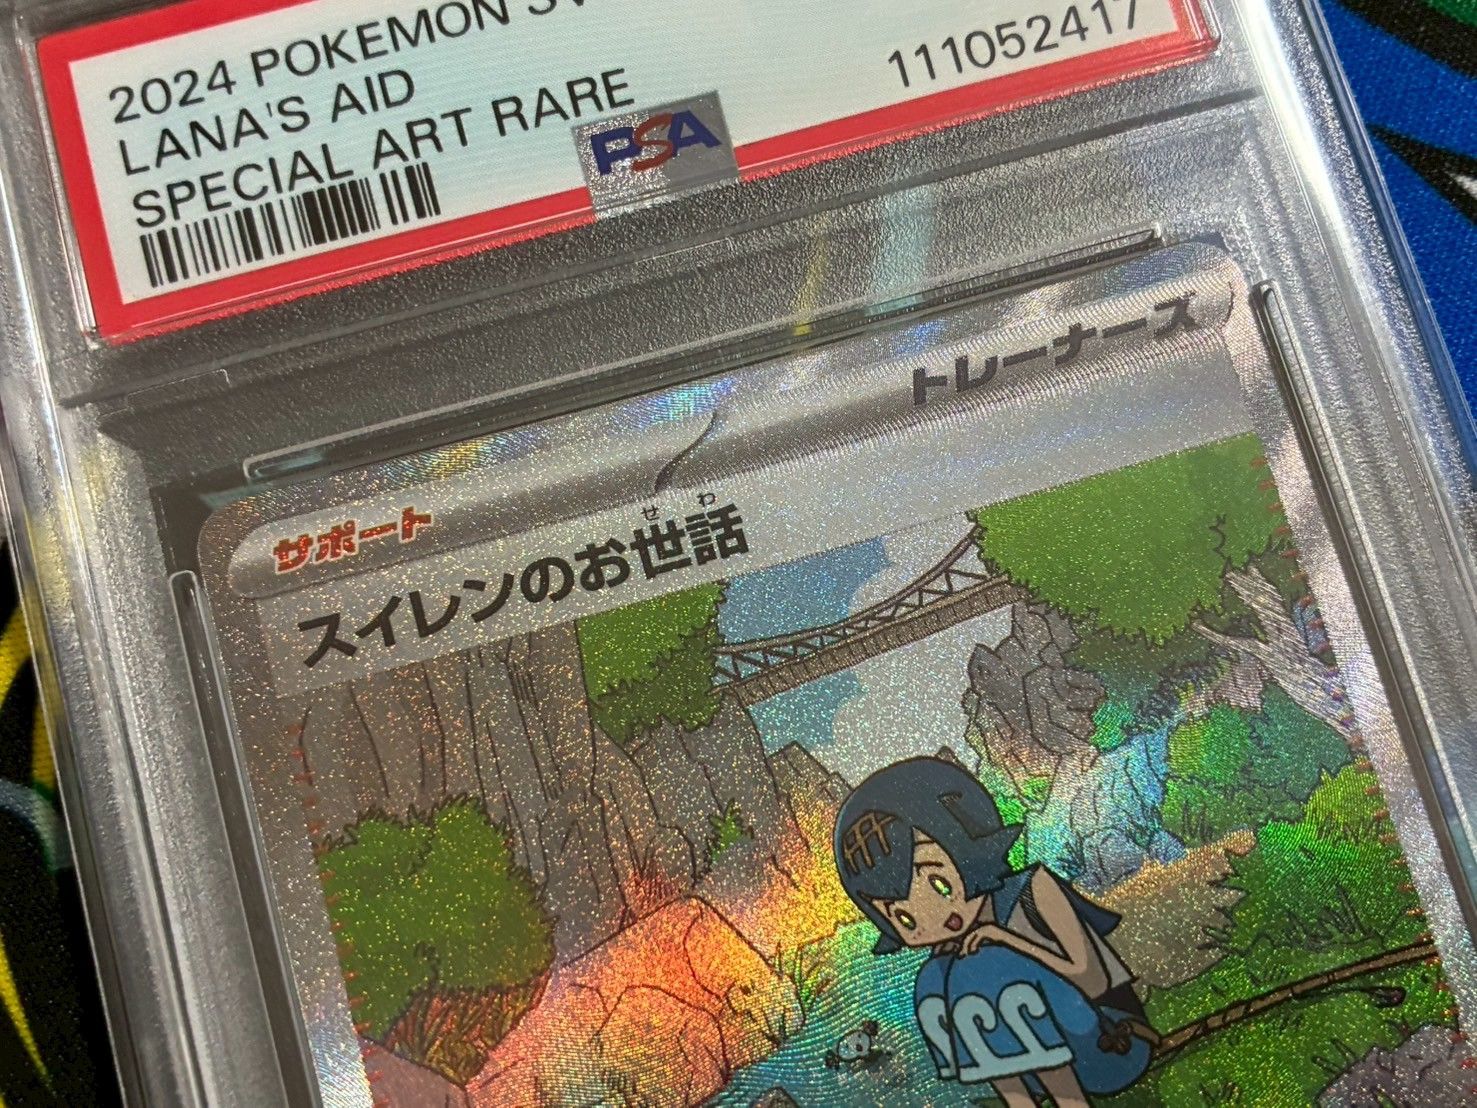 2024 POKEMON SV
LANA'S AID
SPECIAL ART RARE
111052417
PSA
トレーナーズ
サポート
せわ
スイレンのお世話